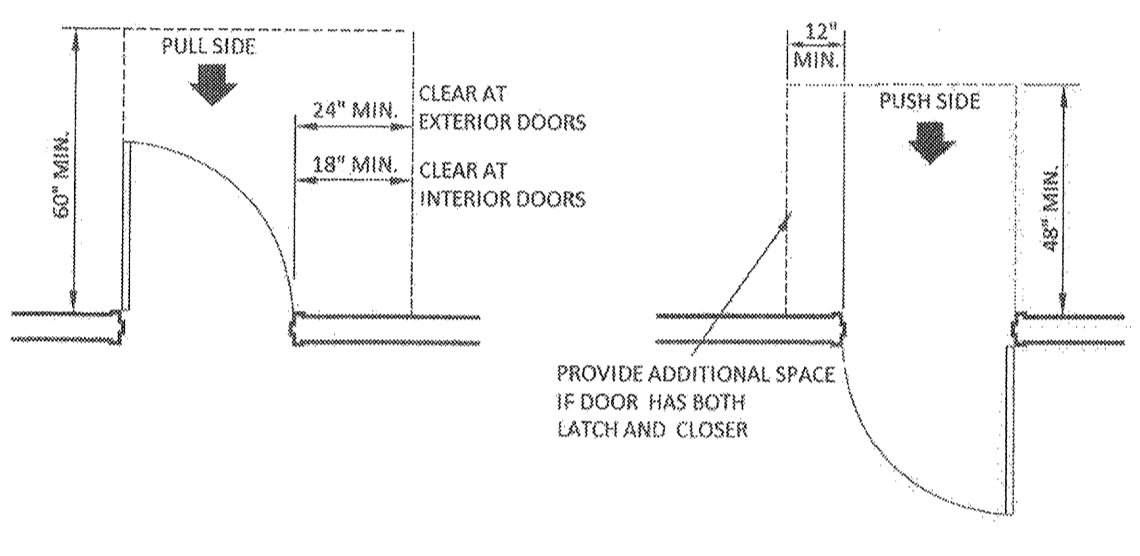 PULL SIDE
60" MIN.
24" MIN.
CLEAR AT
EXTERIOR DOORS
18" MIN.
CLEAR AT
INTERIOR DOORS
12"
MIN.
PUSH SIDE
48" MIN.
PROVIDE ADDITIONAL SPACE
IF DOOR HAS BOTH
LATCH AND CLOSER